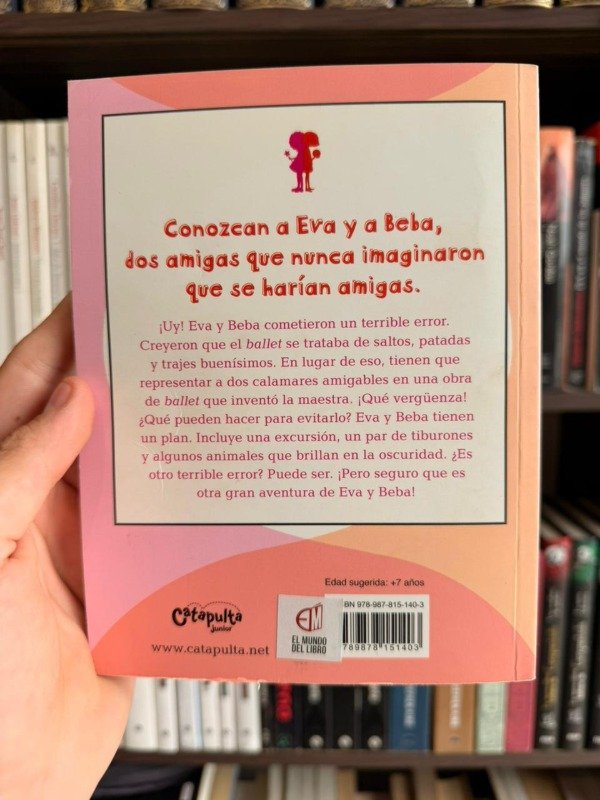 Conozcan a Eva y a Beba,
dos amigas que nunca imaginaron
que se harían amigas.
¡Uy! Eva y Beba cometieron un terrible error.
Creyeron que el ballet se trataba de saltos, patadas
y trajes buenísimos. En lugar de eso, tienen que
representar a dos calamares amigables en una obra
de ballet que inventó la maestra. ¡Qué vergüenza!
¿Qué pueden hacer para evitarlo? Eva y Beba tienen
un plan. Incluye una excursión, un par de tiburones
y algunos animales que brillan en la oscuridad. ¿Es
otro terrible error? Puede ser. ¡Pero seguro que es
otra gran aventura de Eva y Beba!
Edad sugerida: +7 años
Catapulta
junior
www.catapulta.net
EM
EL MUNDO
DEL LIBRO
BN 978-987-815-140-3
789878 151403